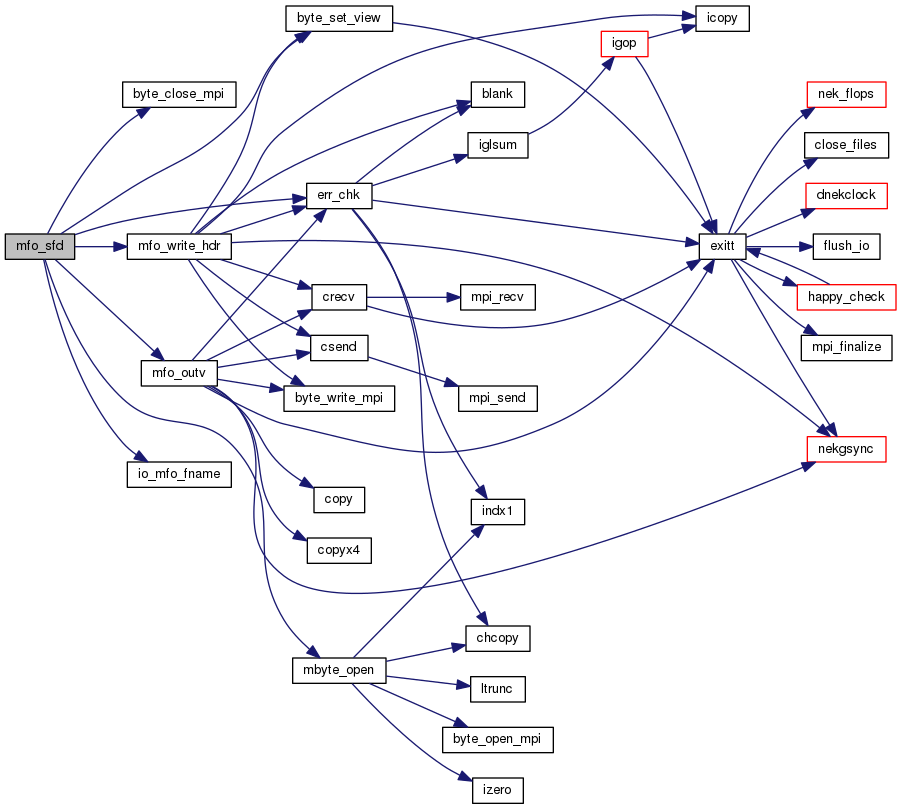 byte_set_view
icopy
igop
byte_close_mpi
blank
nek_flops
iglsum
close_files
err_chk
dnekclock
mfo_sfd
mfo_write_hdr
exitt
flush_io
crecv
mpi_recv
happy_check
csend
mpi_finalize
mfo_outv
byte_write_mpi
mpi_send
nekgsync
io_mfo_fname
copy
indx1
copyx4
chcopy
mbyte_open
ltrunc
byte_open_mpi
izero